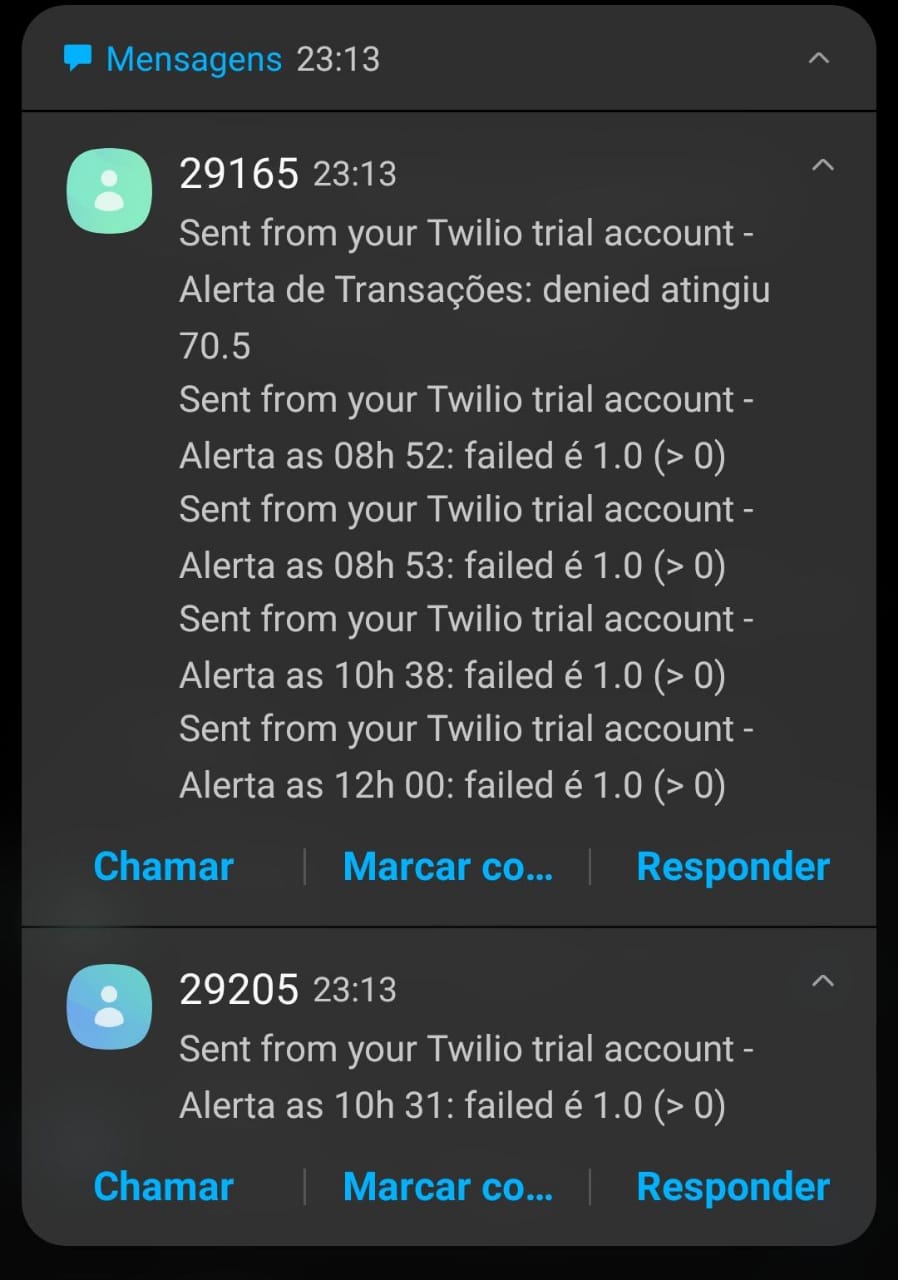 Mensagens 23:13
29165 23:13
Sent from your Twilio trial account -
Alerta de Transações: denied atingiu
70.5
Sent from your Twilio trial account -
Alerta as 08h 52: failed é 1.0 (> 0)
Sent from your Twilio trial account -
Alerta as 08h 53: failed é 1.0 (> 0)
Sent from your Twilio trial account -
Alerta as 10h 38: failed é 1.0 (> 0)
Sent from your Twilio trial account -
Alerta as 12h 00: failed é 1.0 (> 0)
Chamar Marcar co... Responder
29205 23:13
Sent from your Twilio trial account -
Alerta as 10h 31: failed é 1.0 (> 0)
Chamar Marcar co... Responder